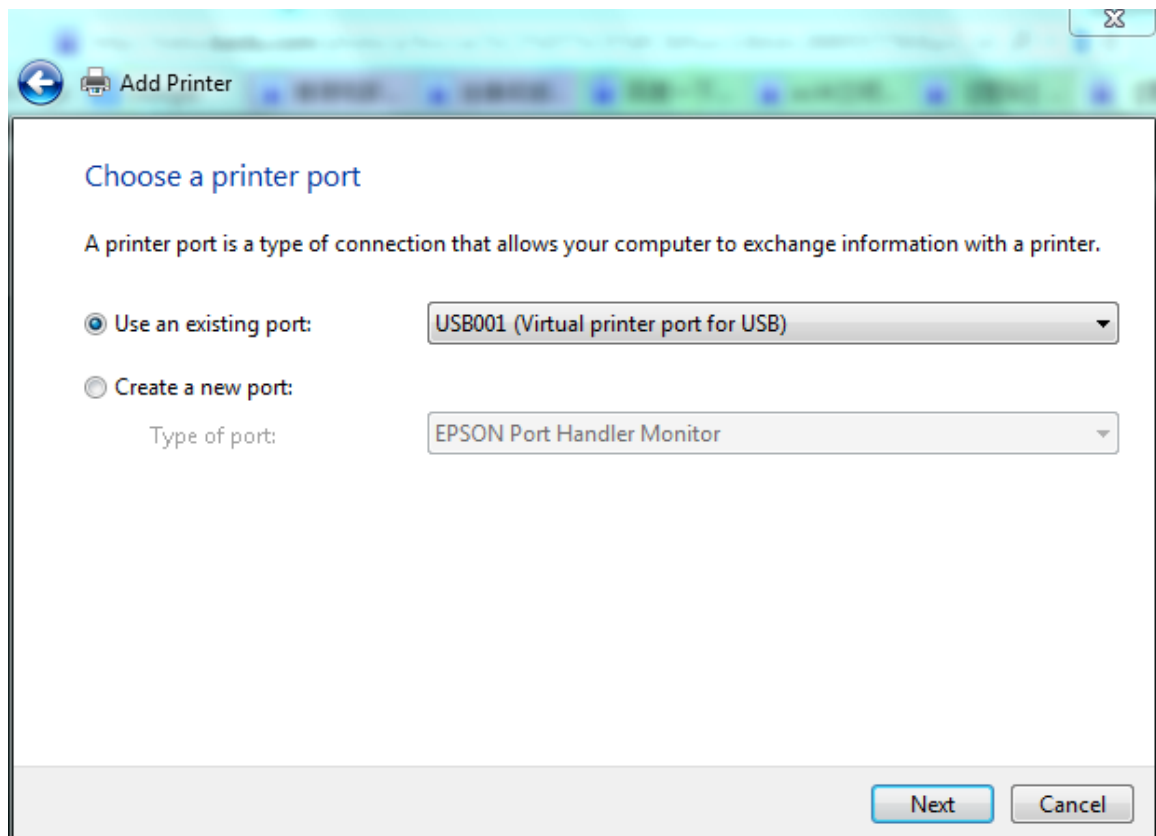 Add Printer
Choose a printer port
A printer port is a type of connection that allows your computer to exchange information with a printer.
Use an existing port: USB001 (Virtual printer port for USB)
Create a new port:
Type of port: EPSON Port Handler Monitor
Next Cancel